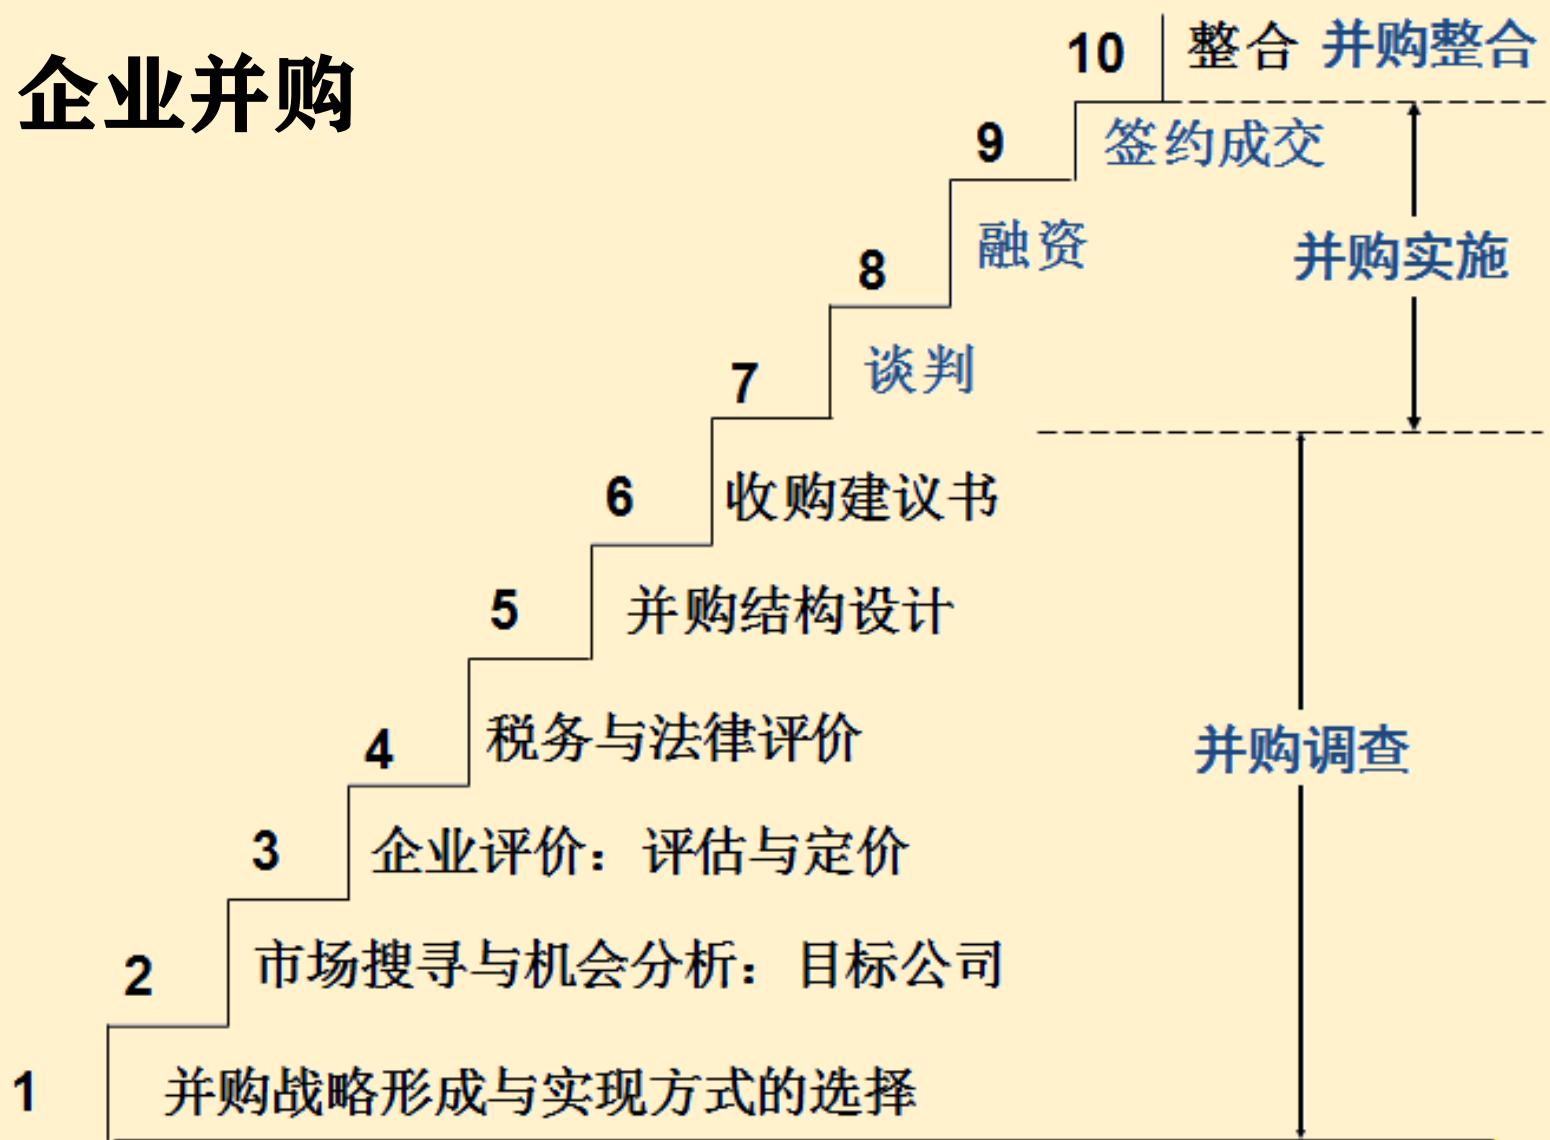 企业并购
10 整合 并购整合
9 签约成交
8 融资
并购实施
7 谈判
6 收购建议书
5 并购结构设计
4 税务与法律评价
并购调查
3 企业评价：评估与定价
2 市场搜寻与机会分析：目标公司
1 并购战略形成与实现方式的选择